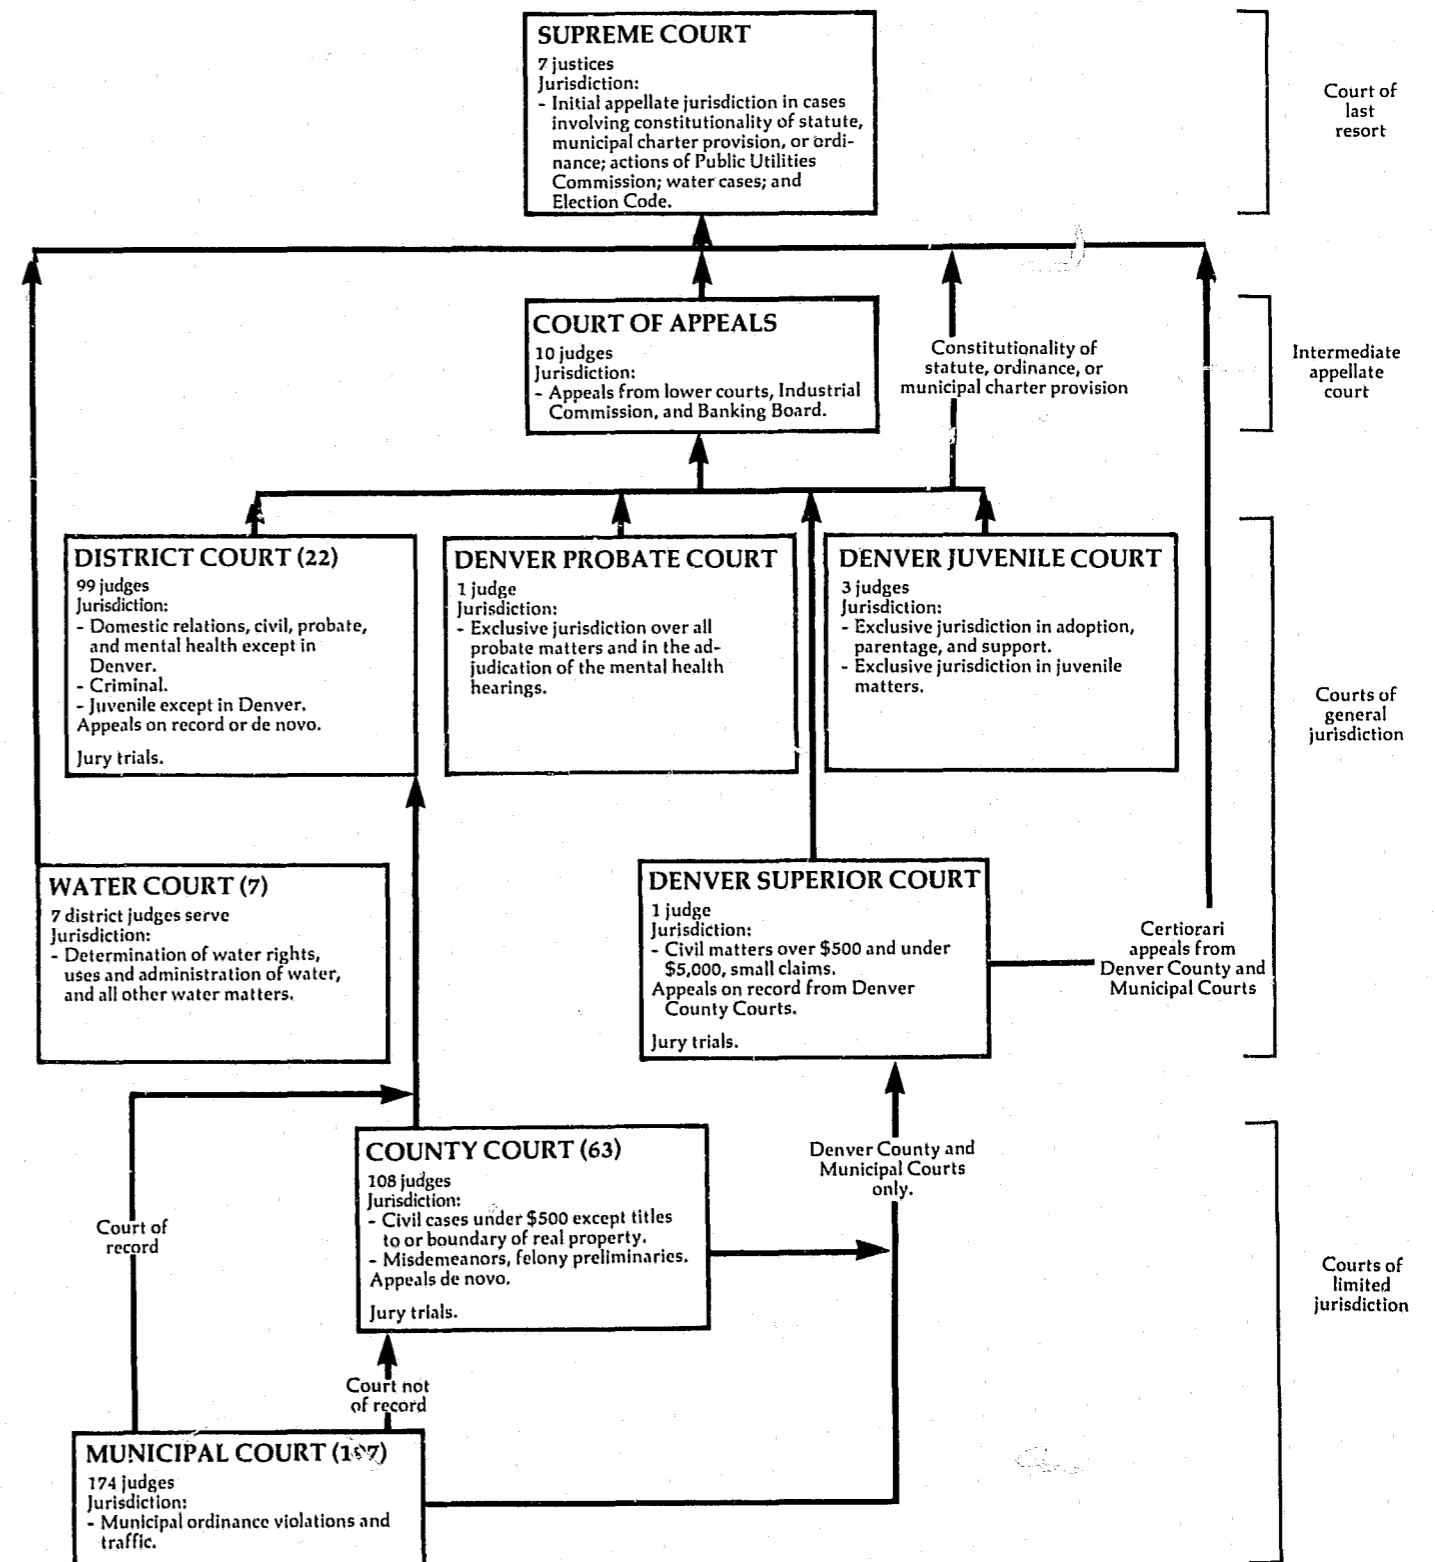 SUPREME COURT
7 justices
Jurisdiction:
- Initial appellate jurisdiction in cases
involving constitutionality of statute,
municipal charter provision, or ordi-
nance; actions of Public Utilities
Commission; water cases; and
Election Code.
Court of
last
resort
COURT OF APPEALS
10 judges
Jurisdiction:
- Appeals from lower courts, Industrial
Commission, and Banking Board.
Constitutionality of
statute, ordinance, or
municipal charter provision
Intermediate
appellate
court
DISTRICT COURT (22)
99 judges
Jurisdiction:
- Domestic relations, civil, probate,
and mental health except in
Denver.
- Criminal.
- Juvenile except in Denver.
Appeals on record or de novo.
Jury trials.
DENVER PROBATE COURT
1 judge
Jurisdiction:
- Exclusive jurisdiction over all
probate matters and in the ad-
judication of the mental health
hearings.
DENVER JUVENILE COURT
3 judges
Jurisdiction:
- Exclusive jurisdiction in adoption,
parentage, and support.
- Exclusive jurisdiction in juvenile
matters.
Courts of
general
jurisdiction
WATER COURT (7)
7 district judges serve
Jurisdiction:
- Determination of water rights,
uses and administration of water,
and all other water matters.
DENVER SUPERIOR COURT
1 judge
Jurisdiction:
- Civil matters over $500 and under
$5,000, small claims.
Appeals on record from Denver
County Courts.
Jury trials.
Certiorari
appeals from
Denver County and
Municipal Courts
COUNTY COURT (63)
108 judges
Jurisdiction:
- Civil cases under $500 except titles
to or boundary of real property.
- Misdemeanors, felony preliminaries.
Appeals de novo.
Jury trials.
Denver County and
Municipal Courts
only.
Court of
record
Courts of
limited
jurisdiction
Court not
of record
MUNICIPAL COURT
174 judges
Jurisdiction:
- Municipal ordinance violations and
traffic.